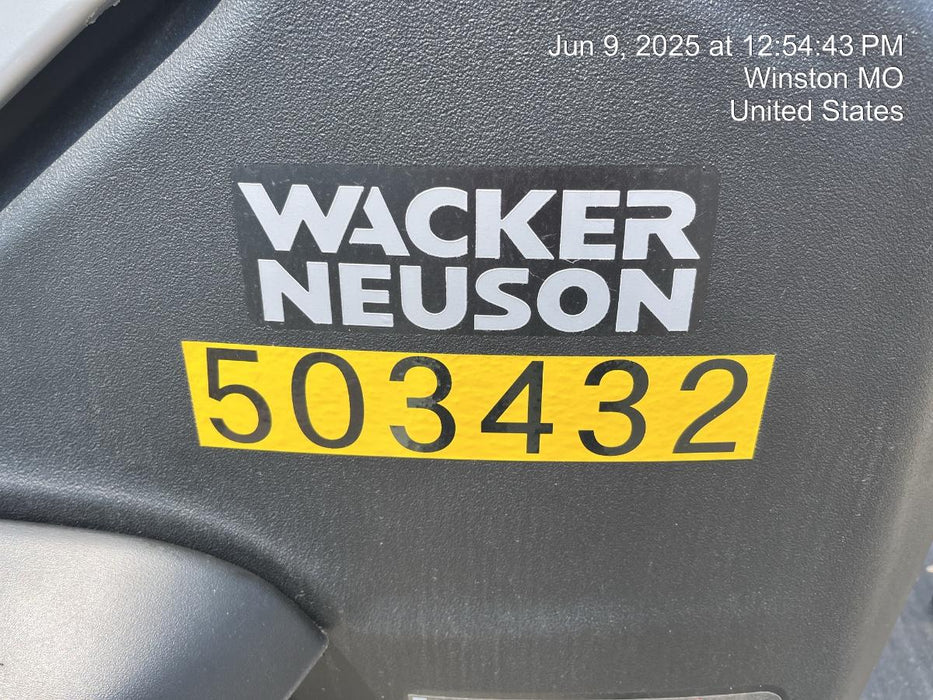 Jun 9, 2025 at 12:54:43 PM
Winston MO
United States
WACKER
NEUSON
503432